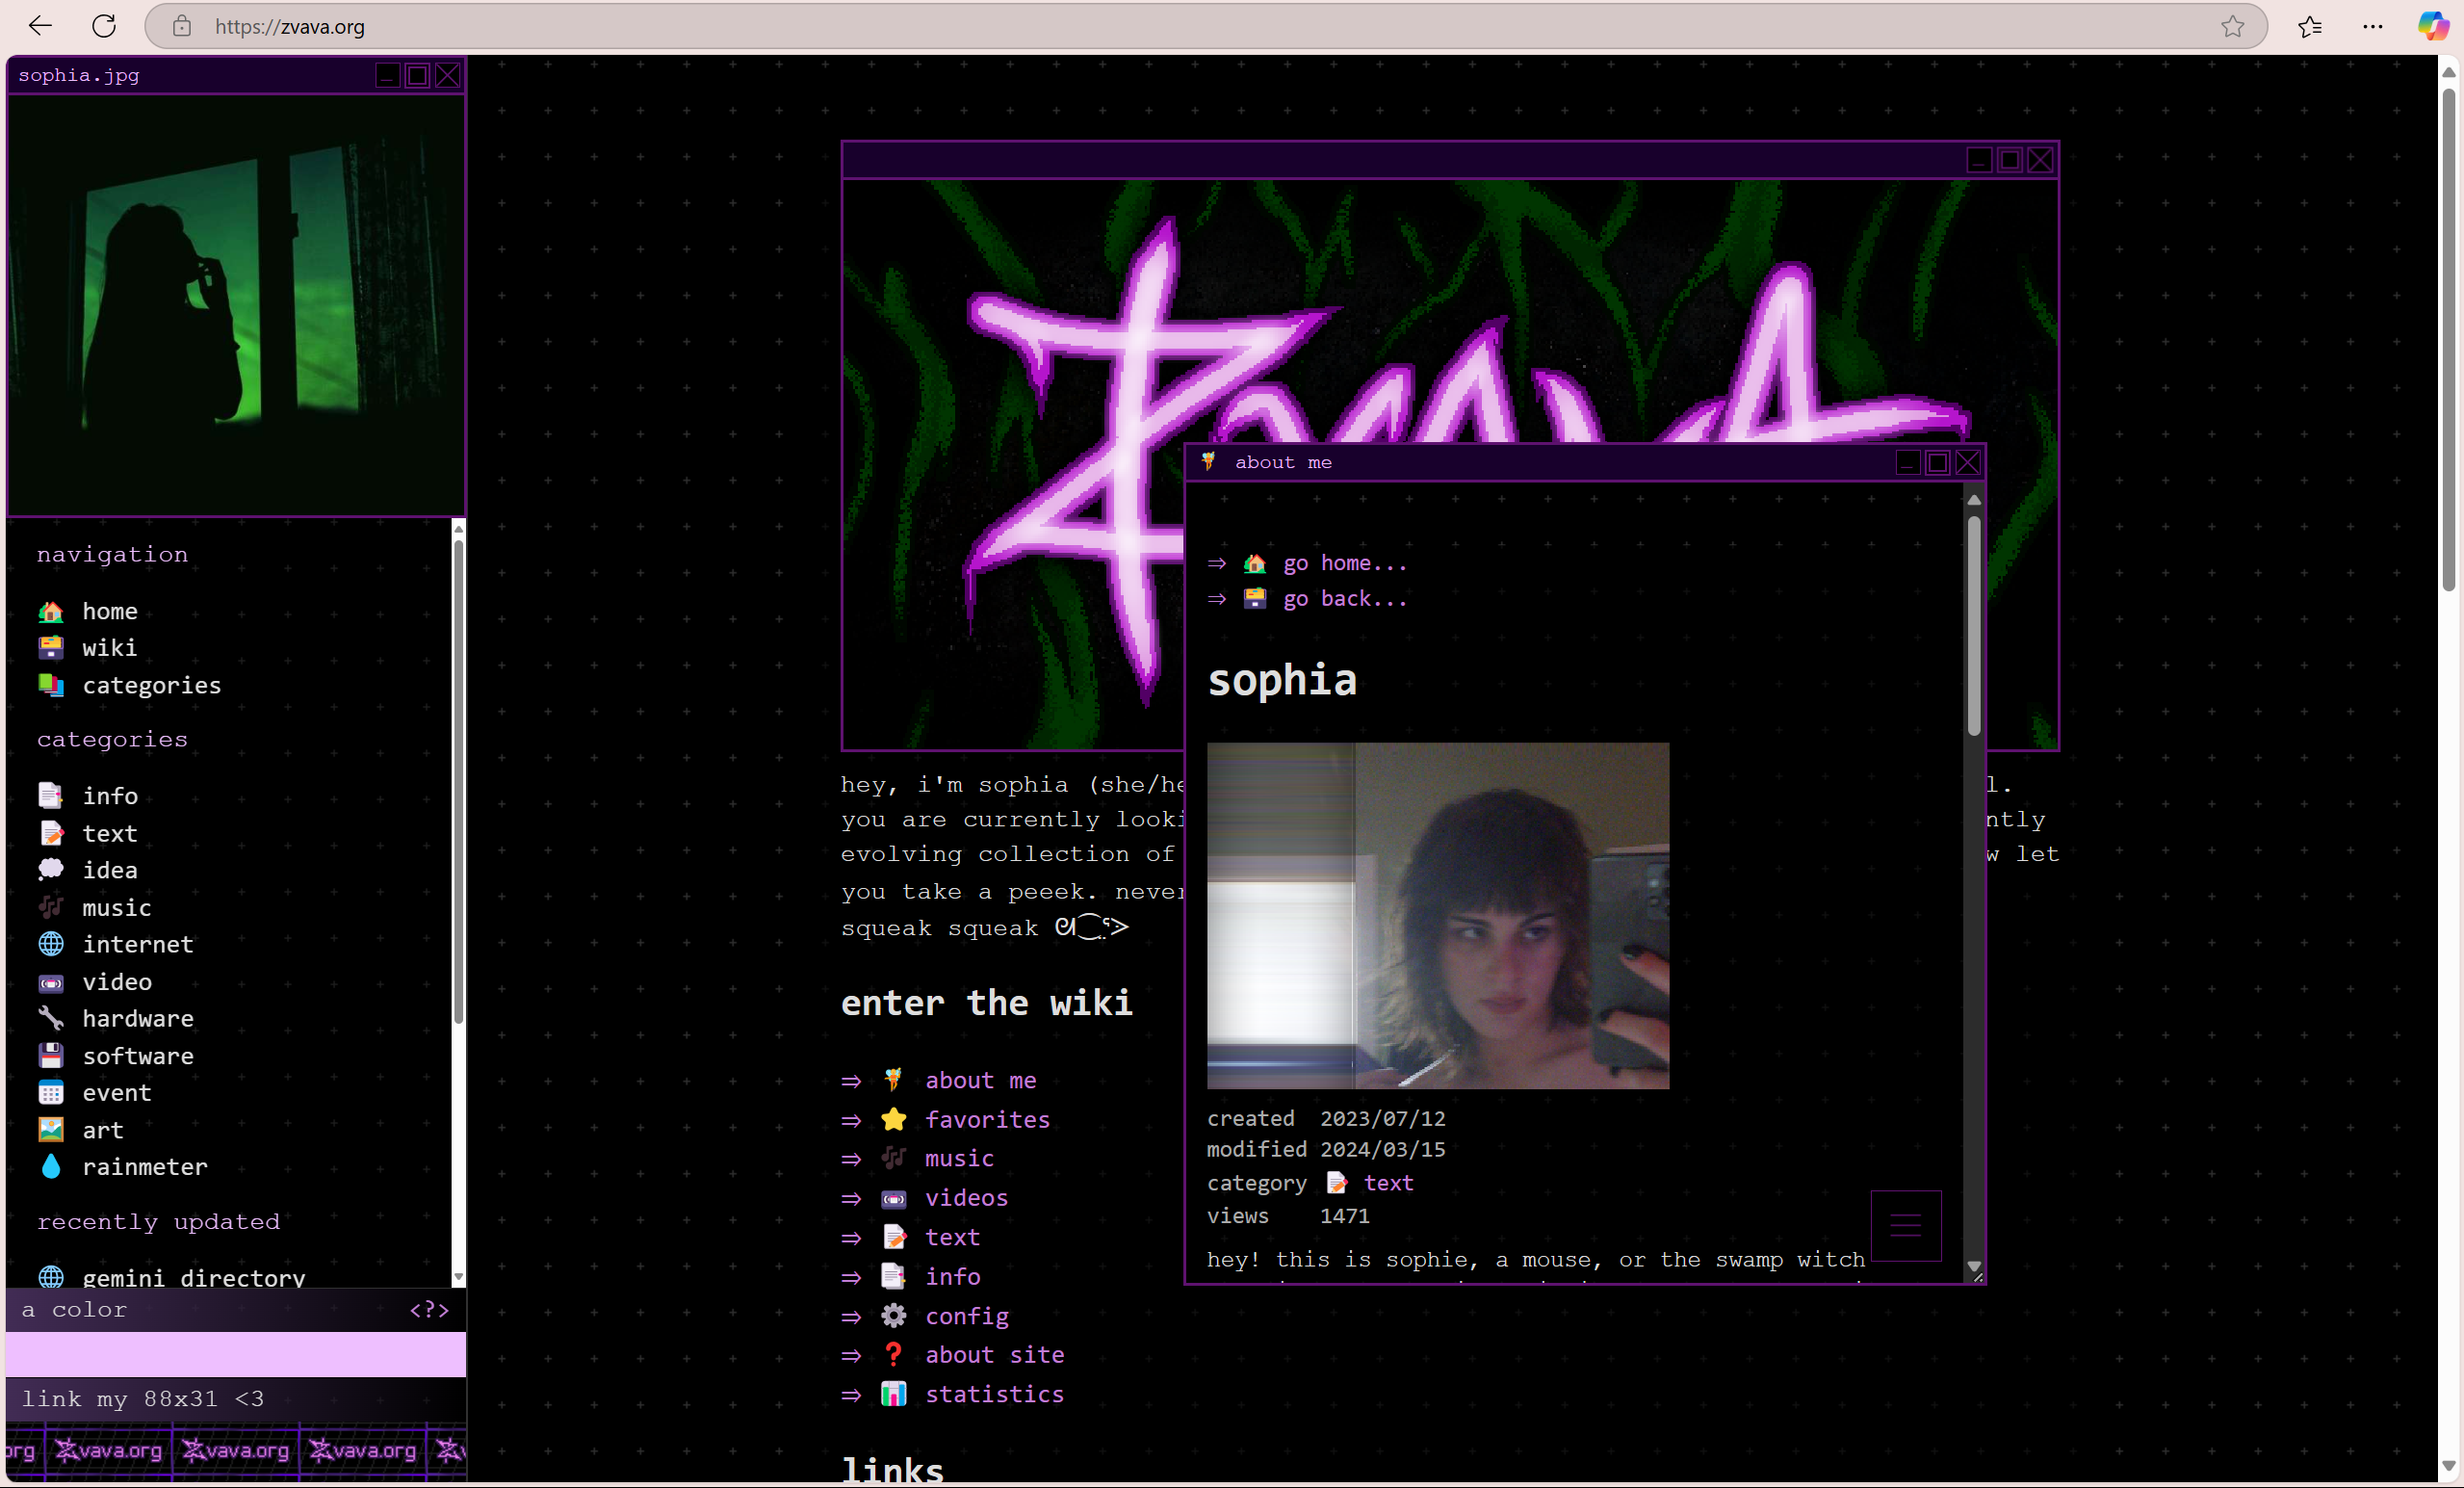 https://zvava.org
sophia.jpg
navigation
home
wiki
categories
categories
info
text
idea
music
internet
video
hardware
software
event
art
rainmeter
recently updated
gemini directory
a color
<?>
link my 88x31 <3
org zvava.org zvava.org zvava.org
zvava
hey, i'm sophia (she/he
l.
you are currently looki
ntly
evolving collection of
w let
you take a peeek. never
squeak squeak
enter the wiki
⇒ about me
⇒ favorites
⇒ music
⇒ videos
⇒ text
⇒ info
⇒ config
⇒ about site
⇒ statistics
links
about me
⇒ go home...
⇒ go back...
sophia
created 2023/07/12
modified 2024/03/15
category text
views 1471
hey! this is sophie, a mouse, or the swamp witch